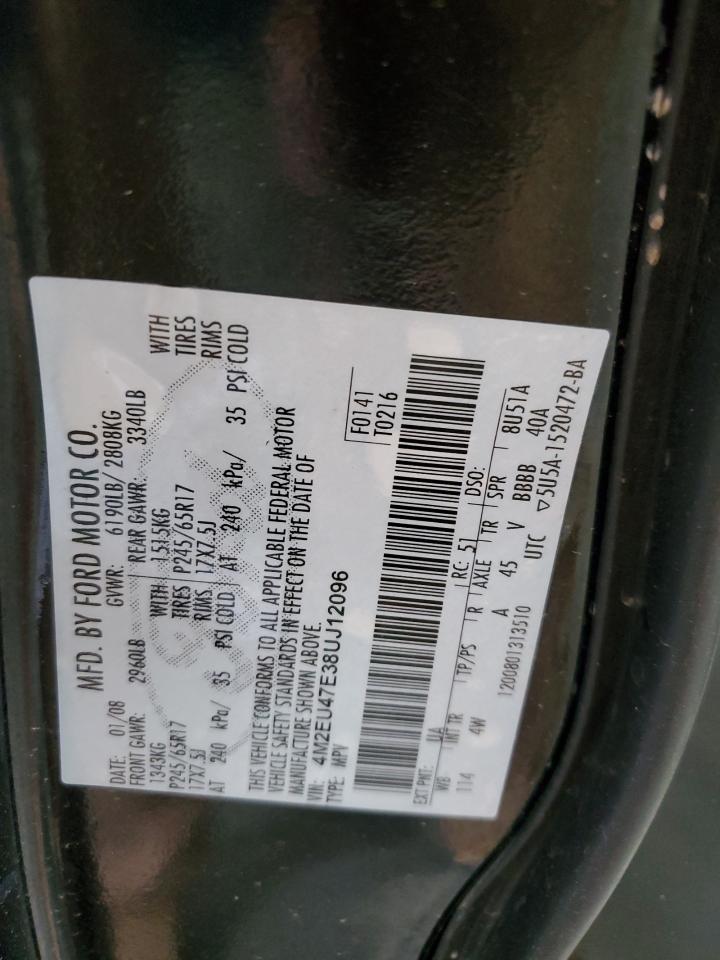 MFD. BY FORD MOTOR CO.
DATE: 01/08 GVWR: 6190LB/ 2808KG
FRONT GAWR: 2960LB REAR GAWR: 3340LB
1343KG WITH 1515KG WITH
P245/65R17 TIRES P245/65R17 TIRES
17X7.5J RIMS 17X7.5J RIMS
AT 240 kPa/ 35 PSI COLD AT 240 kPa/ 35 PSI COLD
THIS VEHICLE CONFORMS TO ALL APPLICABLE FEDERAL MOTOR
VEHICLE SAFETY STANDARDS IN EFFECT ON THE DATE OF
MANUFACTURE SHOWN ABOVE.
VIN: 4M2EU47E38UJ12096 F0141
TYPE: MPV T0216
EXT PNT: UA RC: 51 DSO:
WB INT TR TP/PS R AXLE TR SPR 8U51A
114 4W A 45 V BBBB 40A
1200801313510 UTC ▽5U5A-1520472-BA